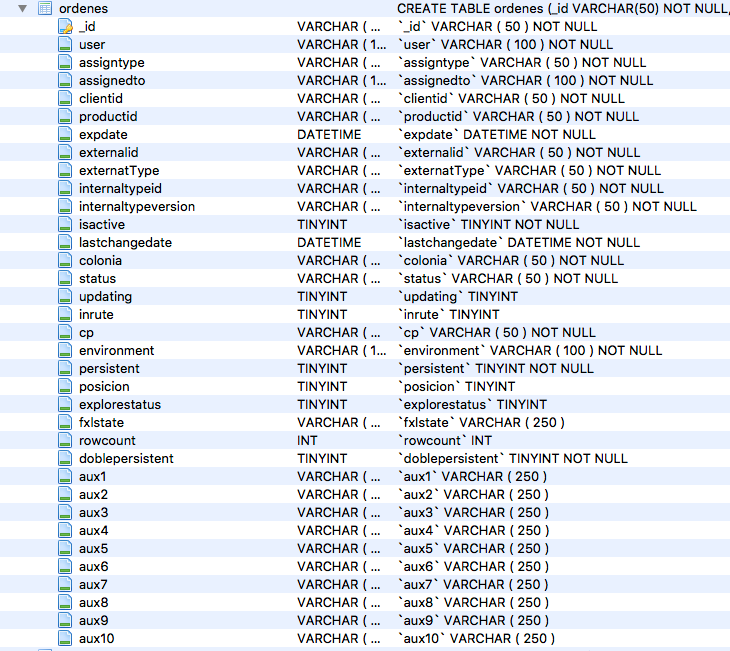 ordenes CREATE TABLE ordenes (_id VARCHAR(50) NOT NULL,
_id VARCHAR ( ... `_id` VARCHAR ( 50 ) NOT NULL
user VARCHAR ( 1... `user` VARCHAR ( 100 ) NOT NULL
assigntype VARCHAR ( ... `assigntype` VARCHAR ( 50 ) NOT NULL
assignedto VARCHAR ( 1... `assignedto` VARCHAR ( 100 ) NOT NULL
clientid VARCHAR ( ... `clientid` VARCHAR ( 50 ) NOT NULL
productid VARCHAR ( ... `productid` VARCHAR ( 50 ) NOT NULL
expdate DATETIME `expdate` DATETIME NOT NULL
externalid VARCHAR ( ... `externalid` VARCHAR ( 50 ) NOT NULL
externatType VARCHAR ( ... `externatType` VARCHAR ( 50 ) NOT NULL
internaltypeid VARCHAR ( ... `internaltypeid` VARCHAR ( 50 ) NOT NULL
internaltypeversion VARCHAR ( ... `internaltypeversion` VARCHAR ( 50 ) NOT NULL
isactive TINYINT `isactive` TINYINT NOT NULL
lastchangedate DATETIME `lastchangedate` DATETIME NOT NULL
colonia VARCHAR ( ... `colonia` VARCHAR ( 50 ) NOT NULL
status VARCHAR ( ... `status` VARCHAR ( 50 ) NOT NULL
updating TINYINT `updating` TINYINT
inrute TINYINT `inrute` TINYINT
cp VARCHAR ( ... `cp` VARCHAR ( 50 ) NOT NULL
environment VARCHAR ( 1... `environment` VARCHAR ( 100 ) NOT NULL
persistent TINYINT `persistent` TINYINT NOT NULL
posicion TINYINT `posicion` TINYINT
explorestatus TINYINT `explorestatus` TINYINT
fxlstate VARCHAR ( ... `fxlstate` VARCHAR ( 250 )
rowcount INT `rowcount` INT
doblepersistent TINYINT `doblepersistent` TINYINT NOT NULL
aux1 VARCHAR ( ... `aux1` VARCHAR ( 250 )
aux2 VARCHAR ( ... `aux2` VARCHAR ( 250 )
aux3 VARCHAR ( ... `aux3` VARCHAR ( 250 )
aux4 VARCHAR ( ... `aux4` VARCHAR ( 250 )
aux5 VARCHAR ( ... `aux5` VARCHAR ( 250 )
aux6 VARCHAR ( ... `aux6` VARCHAR ( 250 )
aux7 VARCHAR ( ... `aux7` VARCHAR ( 250 )
aux8 VARCHAR ( ... `aux8` VARCHAR ( 250 )
aux9 VARCHAR ( ... `aux9` VARCHAR ( 250 )
aux10 VARCHAR ( ... `aux10` VARCHAR ( 250 )